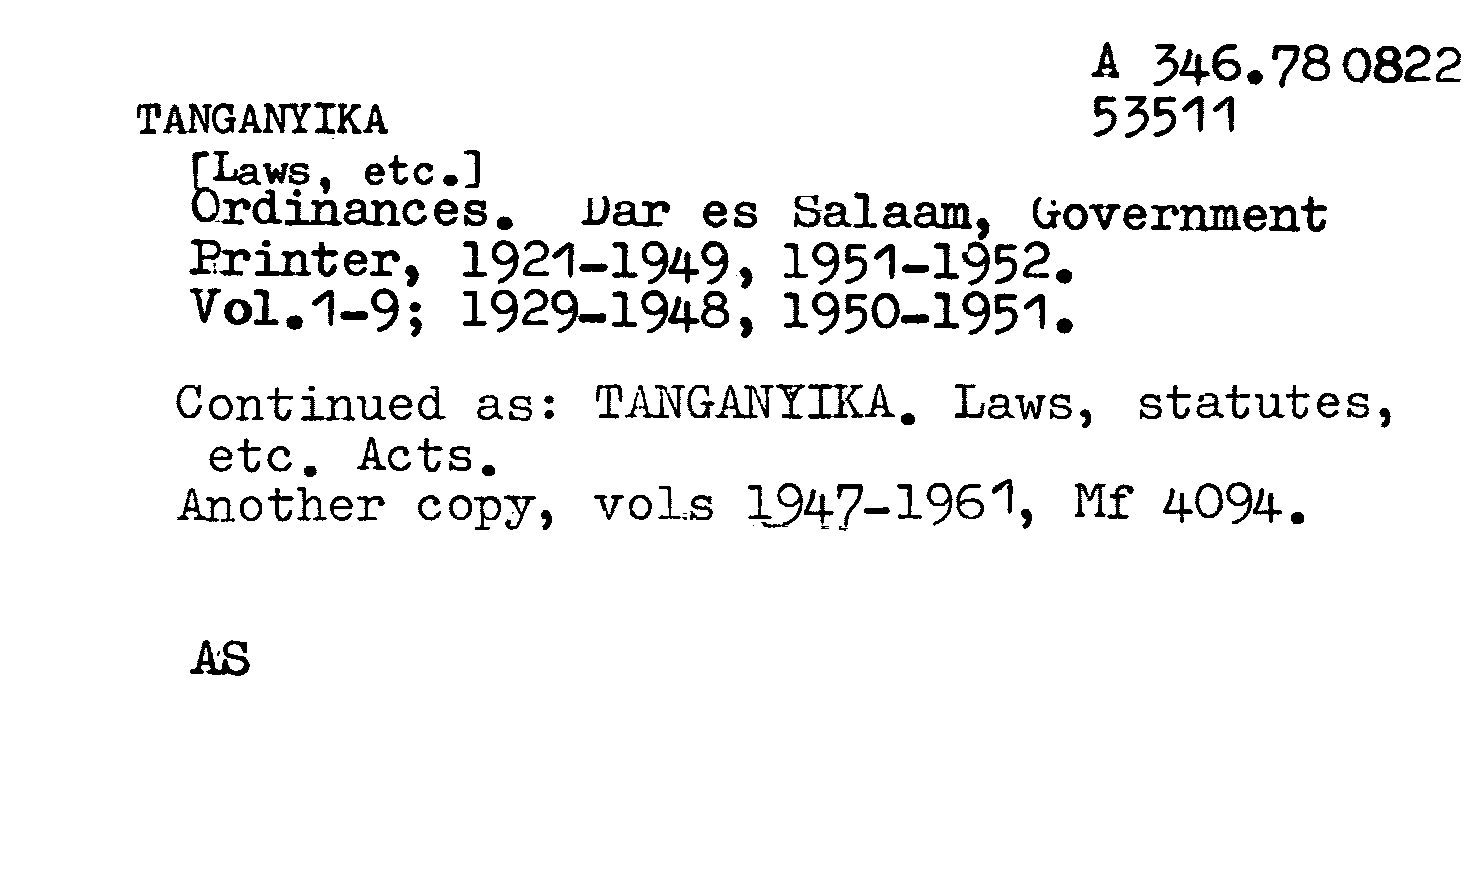 A 346.780822
53511
TANGANYIKA
[Laws, etc.]
Ordinances. Dar es Salaam, Government
Printer, 1921-1949, 1951-1952.
Vol.1-9; 1929-1948, 1950-1951.
Continued as: TANGANYIKA. Laws, statutes,
etc. Acts.
Another copy, vols 1947-1961, Mf 4094.
AS